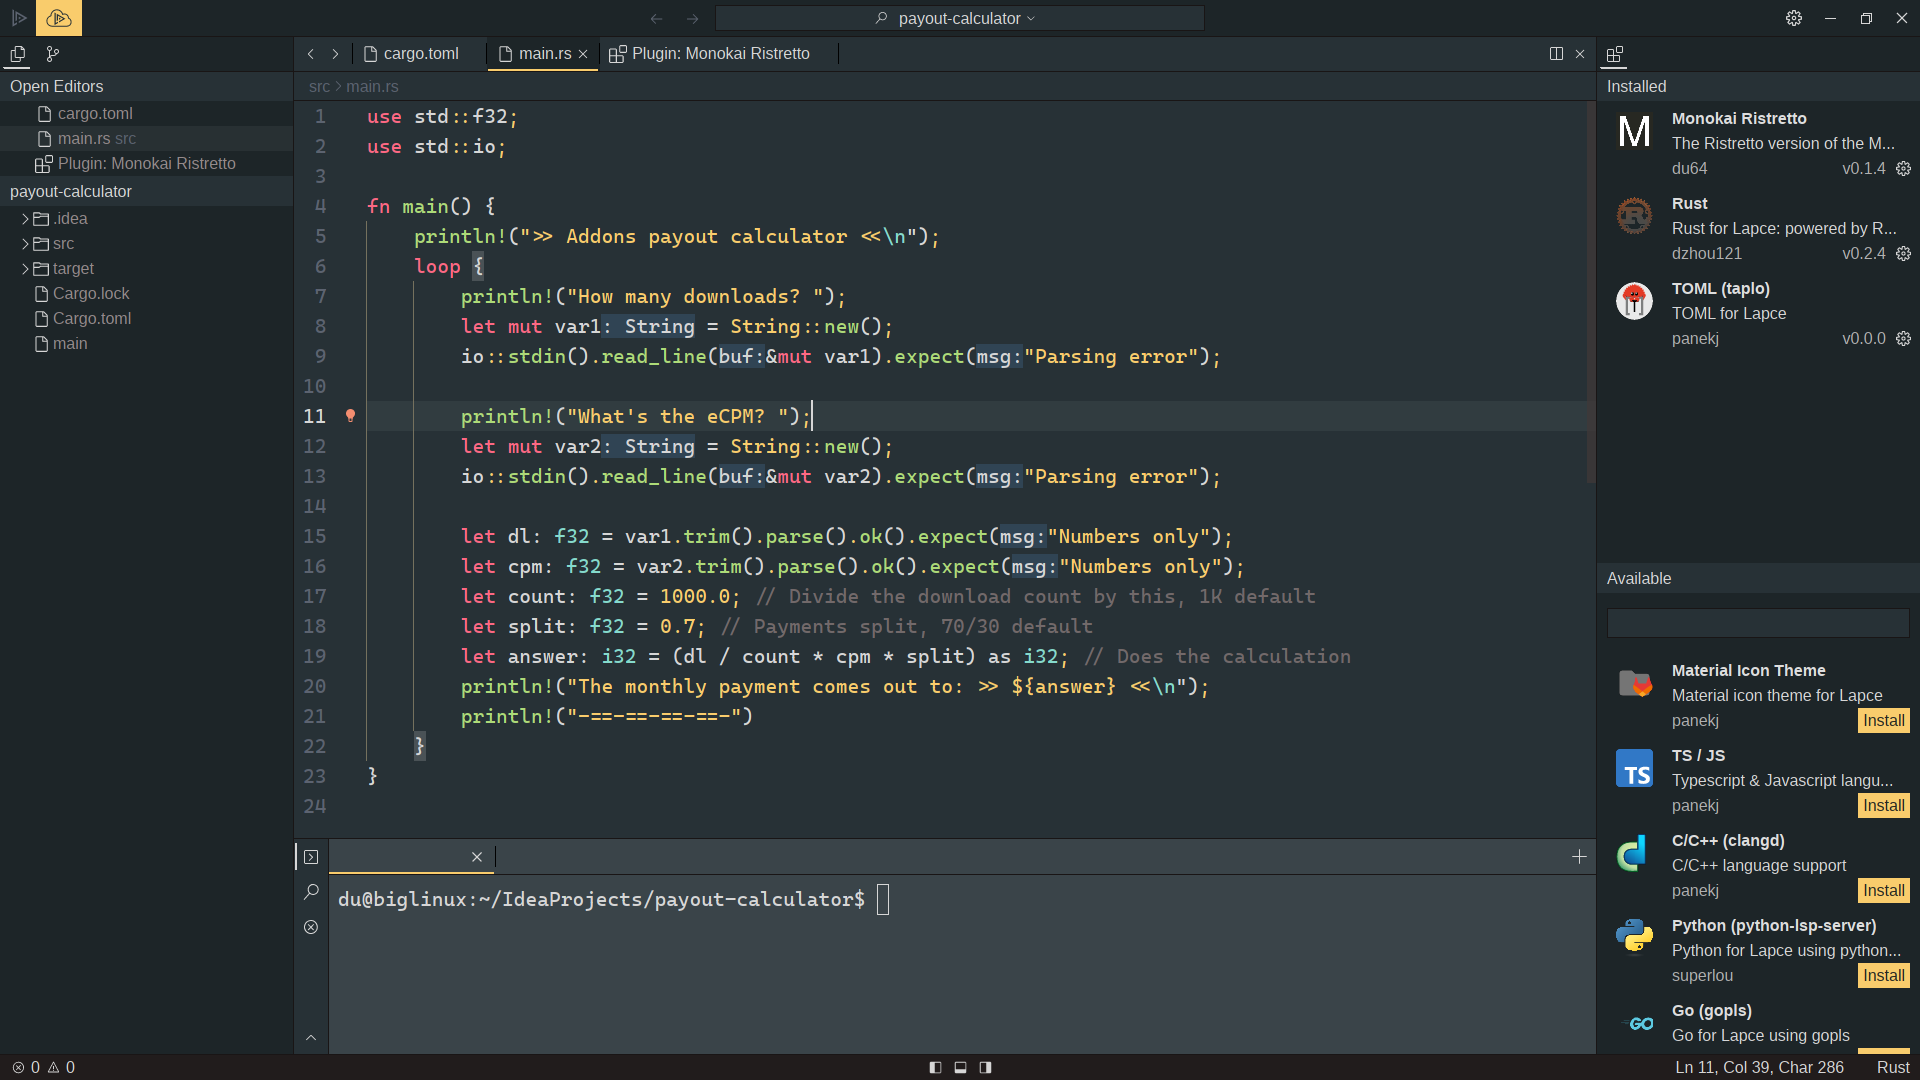 payout-calculator
Open Editors
cargo.toml
main.rs src
Plugin: Monokai Ristretto
payout-calculator
.idea
src
target
Cargo.lock
Cargo.toml
main
cargo.toml
main.rs
Plugin: Monokai Ristretto
src > main.rs
1 use std::f32;
2 use std::io;
3
4 fn main() {
5 println!(">> Addons payout calculator <<\n");
6 loop {
7 println!("How many downloads? ");
8 let mut var1: String = String::new();
9 io::stdin().read_line(buf:&mut var1).expect(msg:"Parsing error");
10
11 println!("What's the eCPM? ");
12 let mut var2: String = String::new();
13 io::stdin().read_line(buf:&mut var2).expect(msg:"Parsing error");
14
15 let dl: f32 = var1.trim().parse().ok().expect(msg:"Numbers only");
16 let cpm: f32 = var2.trim().parse().ok().expect(msg:"Numbers only");
17 let count: f32 = 1000.0; // Divide the download count by this, 1K default
18 let split: f32 = 0.7; // Payments split, 70/30 default
19 let answer: i32 = (dl / count * cpm * split) as i32; // Does the calculation
20 println!("The monthly payment comes out to: >> ${answer} <<\n");
21 println!("-==-==-==-==-")
22 }
23 }
24
du@biglinux:~/IdeaProjects/payout-calculator$
Installed
M
Monokai Ristretto
The Ristretto version of the M...
du64 v0.1.4
R
Rust
Rust for Lapce: powered by R...
dzhou121 v0.2.4
TOML (taplo)
TOML for Lapce
panekj v0.0.0
Available
Material Icon Theme
Material icon theme for Lapce
panekj Install
TS
TS / JS
Typescript & Javascript langu...
panekj Install
C/C++ (clangd)
C/C++ language support
panekj Install
Python (python-lsp-server)
Python for Lapce using python...
superlou Install
GO
Go (gopls)
Go for Lapce using gopls
0 0
Ln 11, Col 39, Char 286 Rust